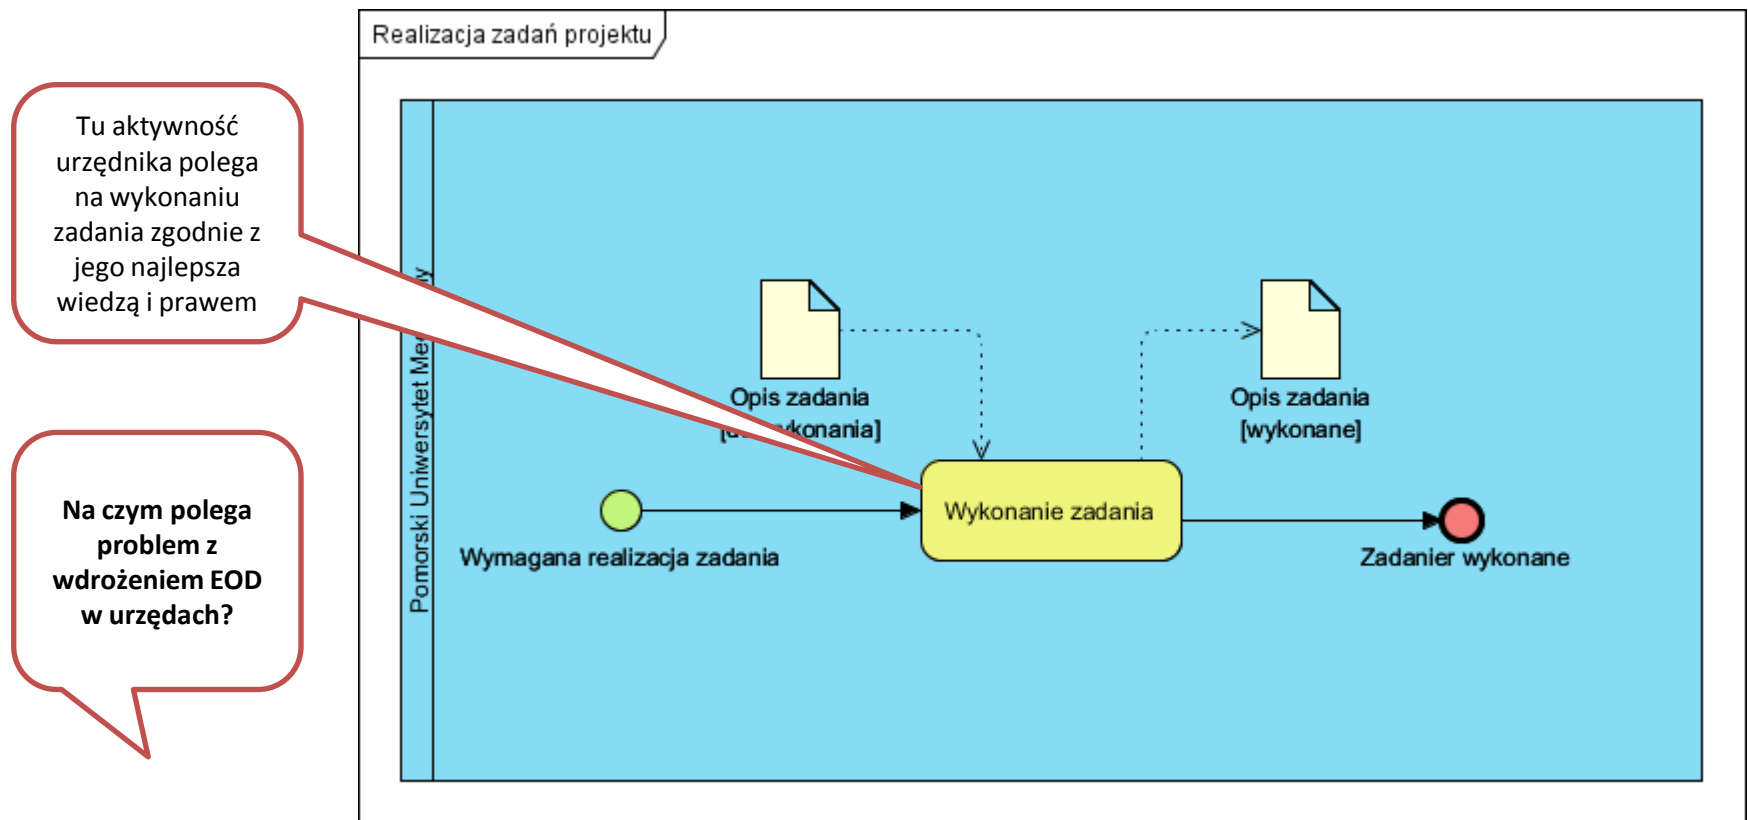 Realizacja zadań projektu
Tu aktywność
urzędnika polega
na wykonaniu
zadania zgodnie z
jego najlepsza
wiedzą i prawem
Na czym polega
problem z
wdrożeniem EOD
w urzędach?
Pomorski Uniwersytet
Opis zadania
Opis zadania
[wykonane]
Wykonanie zadania
Wymagana realizacja zadania
Zadanier wykonane